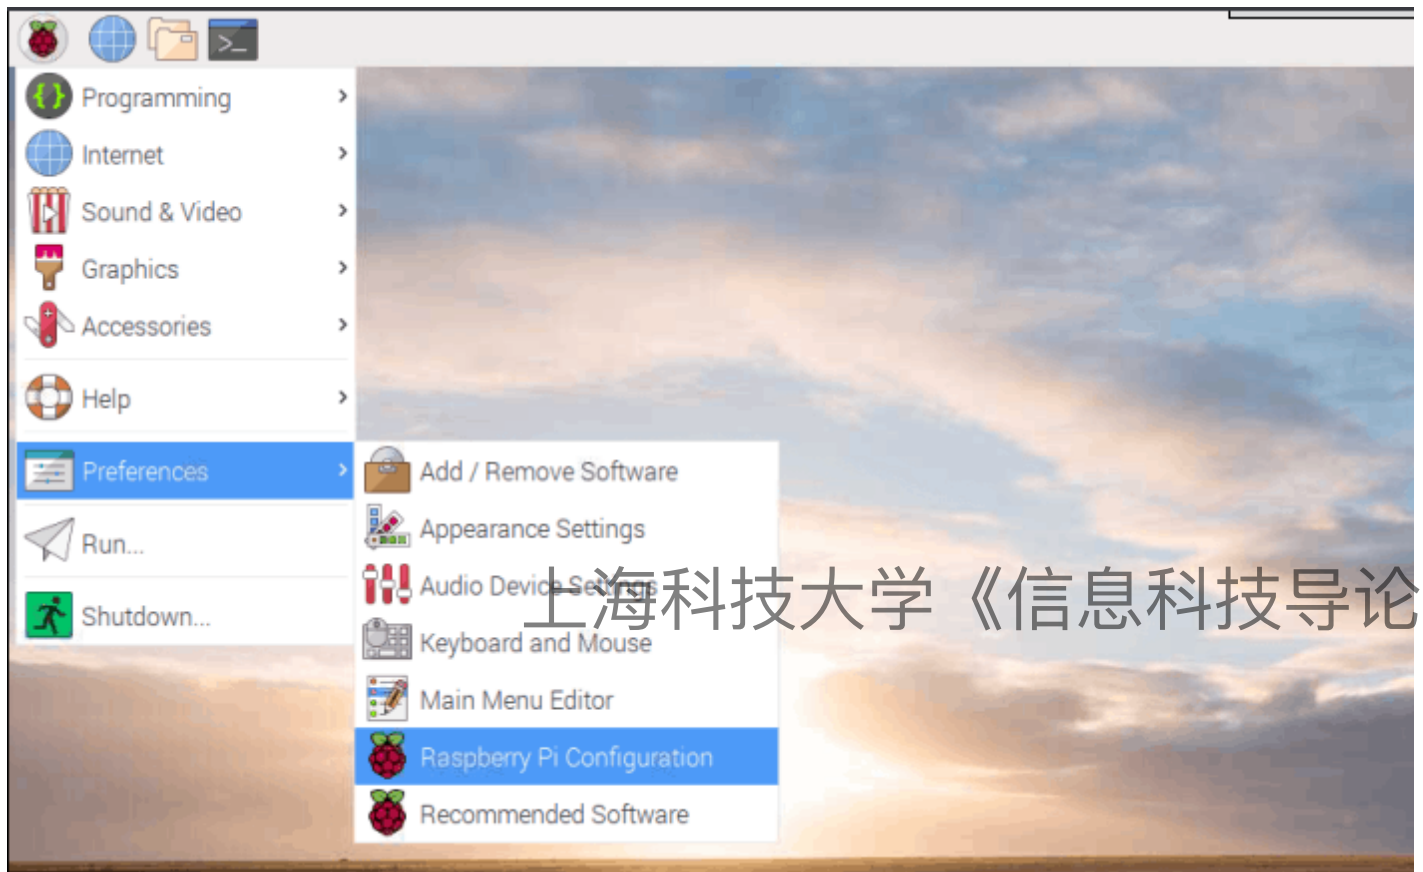 >_
Programming
Internet
Sound & Video
Graphics
Accessories
Help
Preferences
Run...
Shutdown...
Add / Remove Software
Appearance Settings
Audio Device Settings
Keyboard and Mouse
Main Menu Editor
Raspberry Pi Configuration
Recommended Software
上海科技大学《信息科技导论